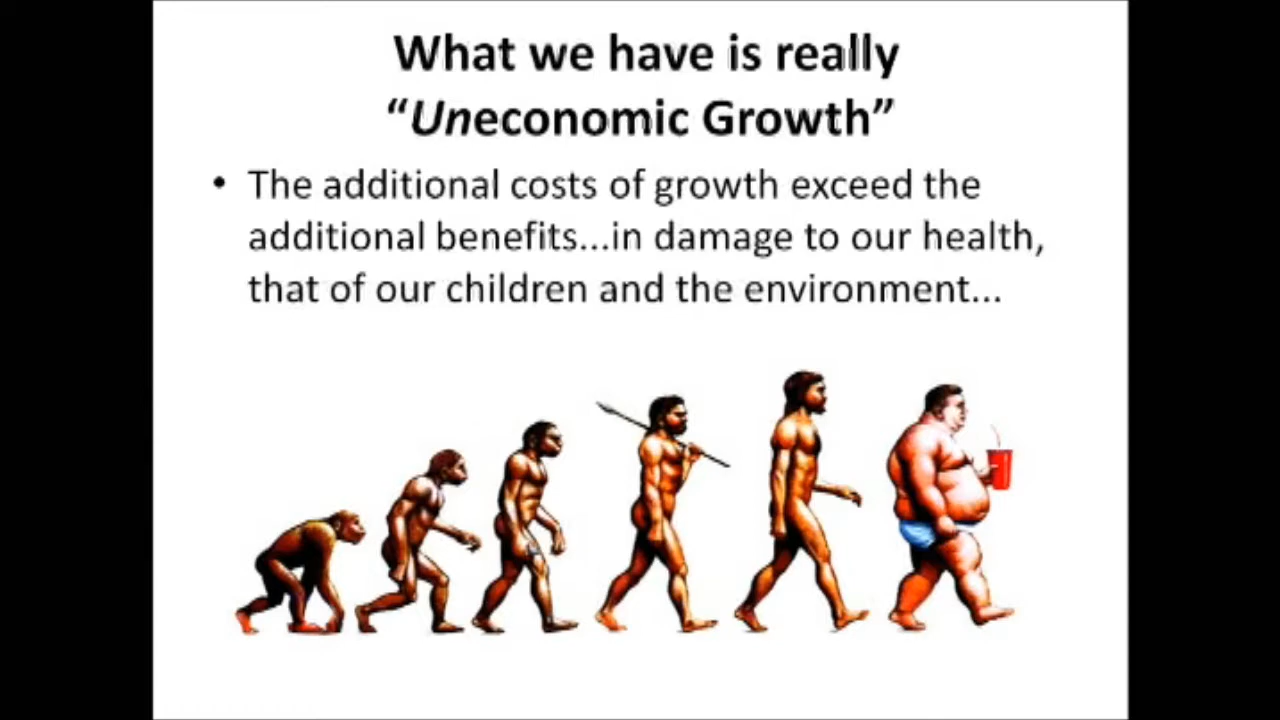 What we have is really
“Uneconomic Growth”
• The additional costs of growth exceed the
additional benefits...in damage to our health,
that of our children and the environment...